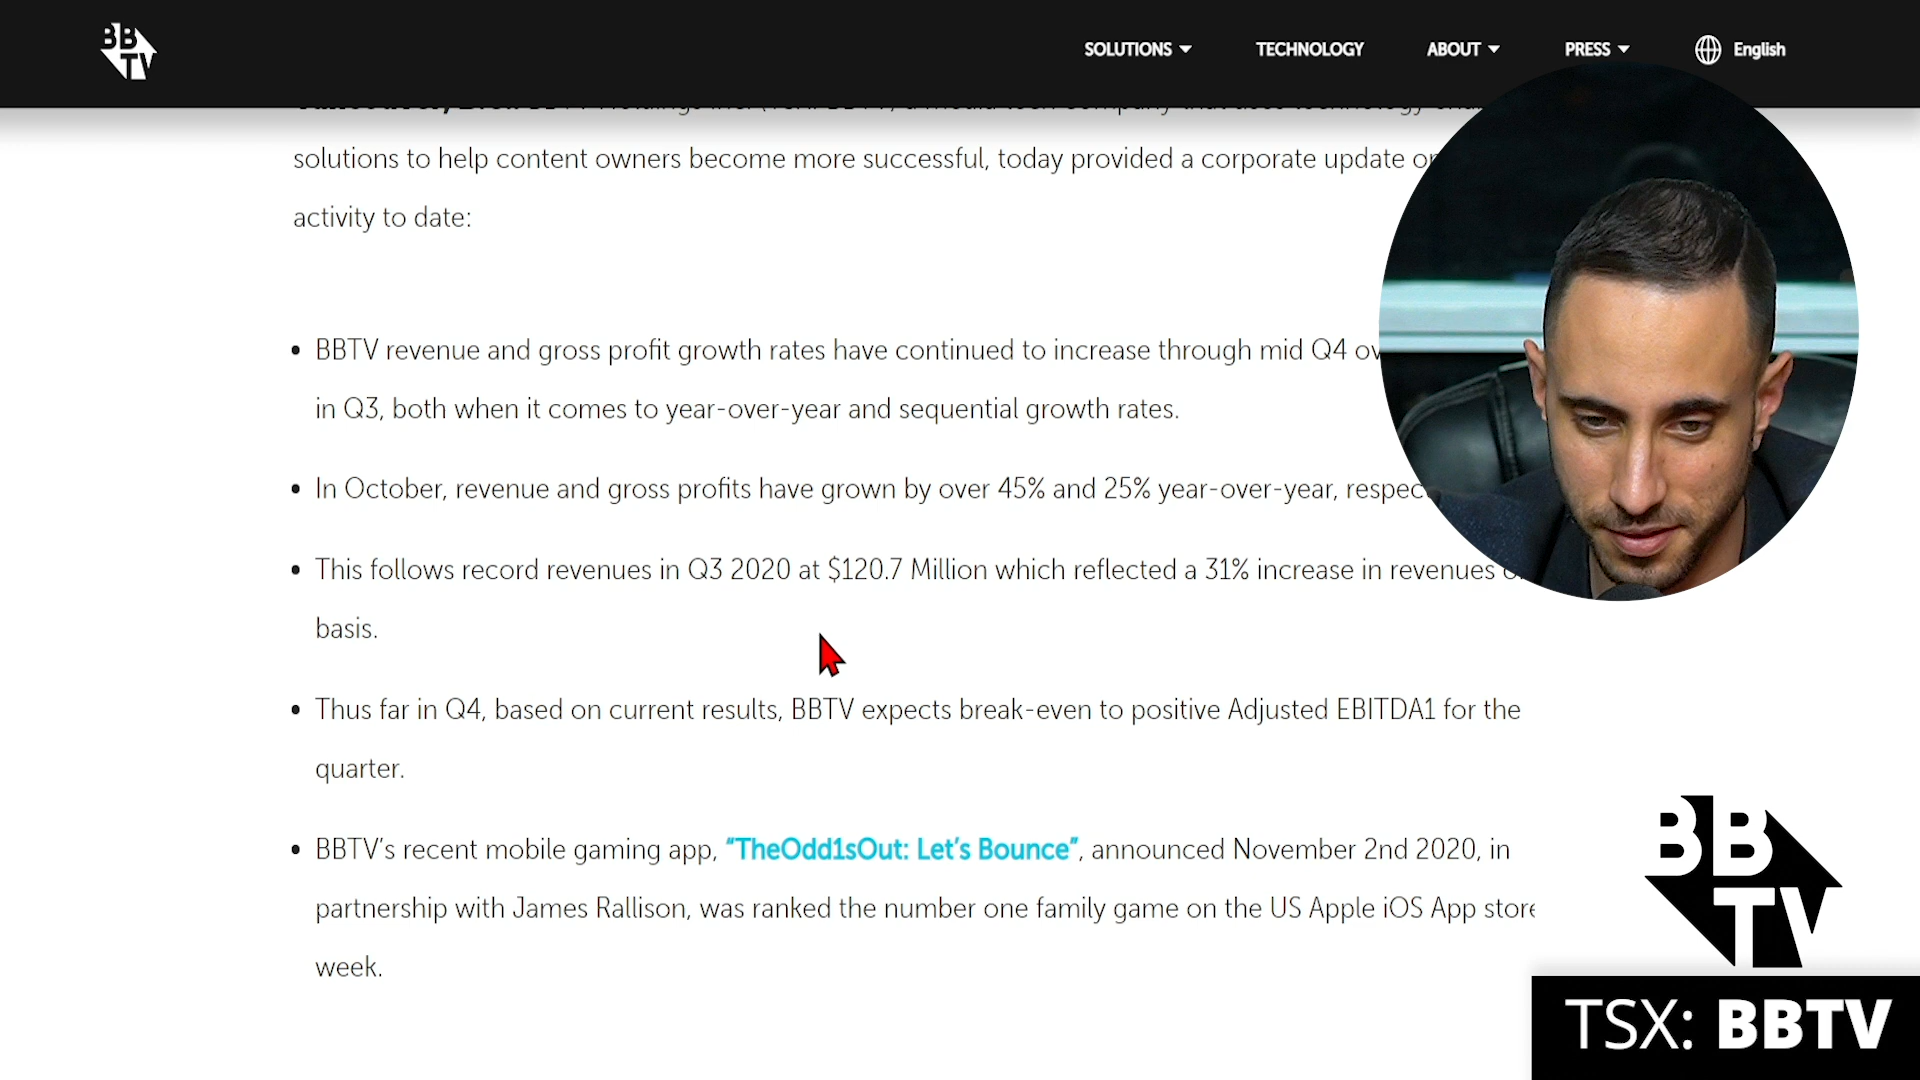 BB
TV
SOLUTIONS
TECHNOLOGY
ABOUT
PRESS
English
solutions to help content owners become more successful, today provided a corporate update
activity to date:
• BBTV revenue and gross profit growth rates have continued to increase through mid Q4
in Q3, both when it comes to year-over-year and sequential growth rates.
• In October, revenue and gross profits have grown by over 45% and 25% year-over-year,
• This follows record revenues in Q3 2020 at $120.7 Million which reflected a 31% increase in revenues
basis.
• Thus far in Q4, based on current results, BBTV expects break-even to positive Adjusted EBITDA1 for the
quarter.
• BBTV’s recent mobile gaming app, “TheOdd1sOut: Let’s Bounce”, announced November 2nd 2020, in
partnership with James Rallison, was ranked the number one family game on the US Apple iOS App store
week.
BB
TV
TSX: BBTV